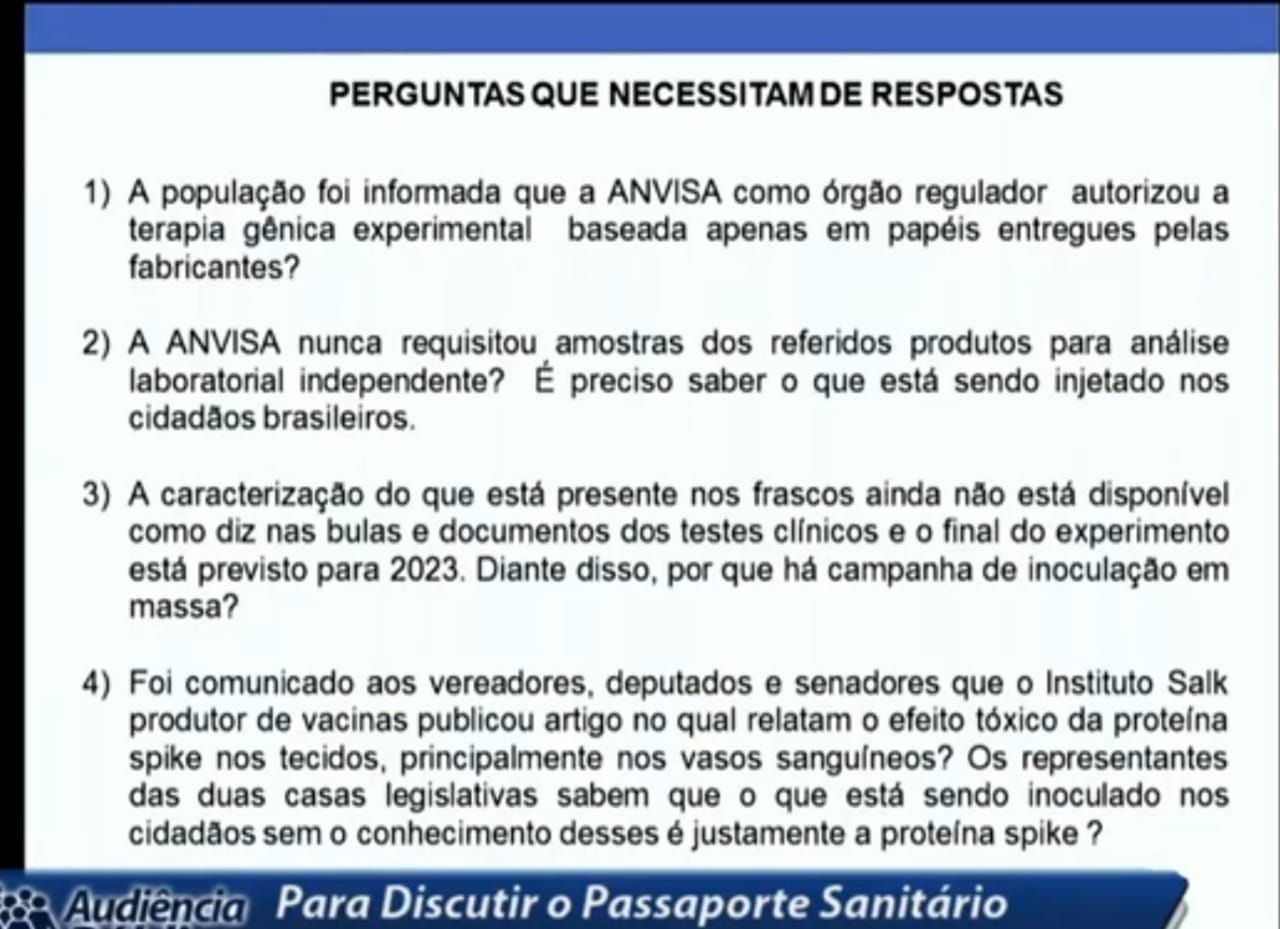 PERGUNTAS QUE NECESSITAM DE RESPOSTAS
1) A população foi informada que a ANVISA como órgão regulador autorizou a
terapia gênica experimental baseada apenas em papéis entregues pelas
fabricantes?
2) A ANVISA nunca requisitou amostras dos referidos produtos para análise
laboratorial independente? É preciso saber o que está sendo injetado nos
cidadãos brasileiros.
3) A caracterização do que está presente nos frascos ainda não está disponível
como diz nas bulas e documentos dos testes clínicos e o final do experimento
está previsto para 2023. Diante disso, por que há campanha de inoculação em
massa?
4) Foi comunicado aos vereadores, deputados e senadores que o Instituto Salk
produtor de vacinas publicou artigo no qual relatam o efeito tóxico da proteína
spike nos tecidos, principalmente nos vasos sanguíneos? Os representantes
das duas casas legislativas sabem que o que está sendo inoculado nos
cidadãos sem o conhecimento desses é justamente a proteína spike ?
Audiência Para Discutir o Passaporte Sanitário